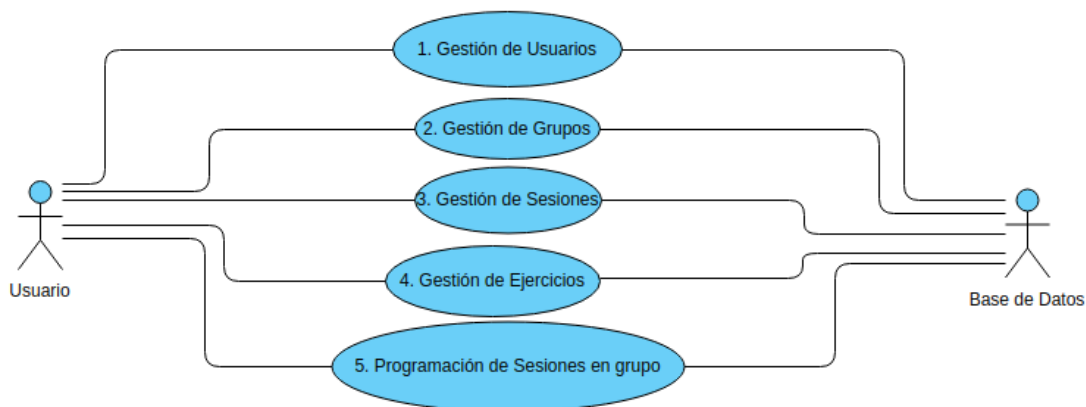 1. Gestión de Usuarios
2. Gestión de Grupos
3. Gestión de Sesiones
4. Gestión de Ejercicios
Usuario
Base de Datos
5. Programación de Sesiones en grupo